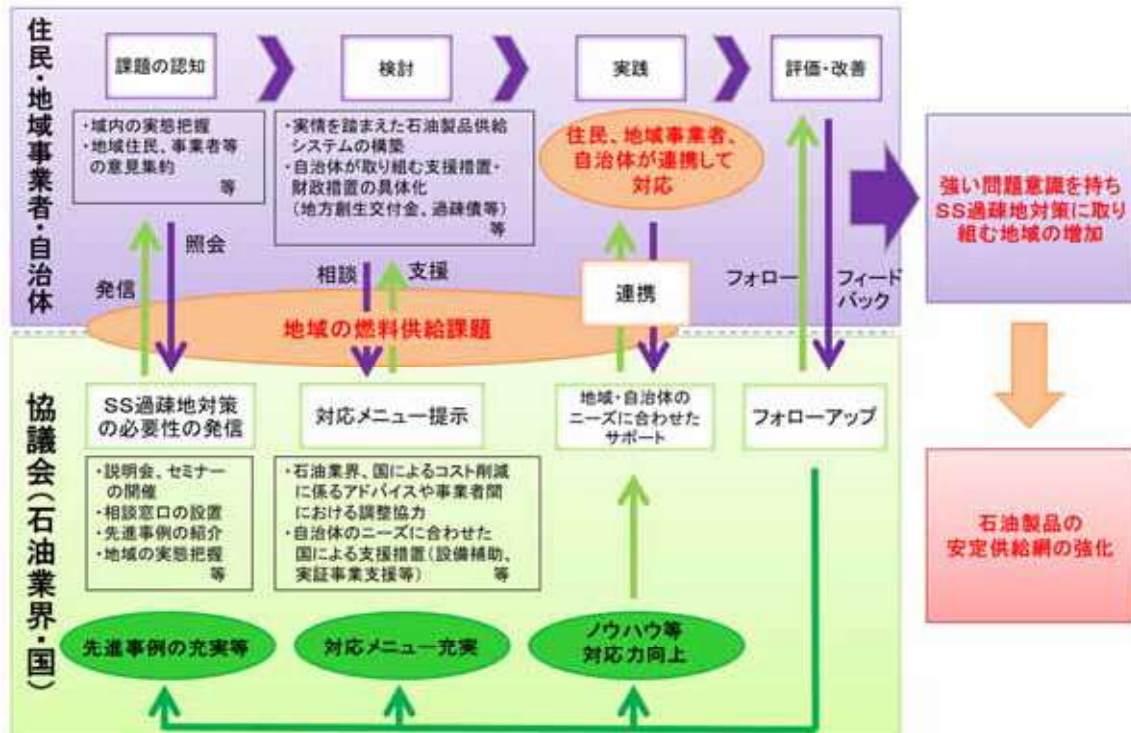 住民・地域事業者・自治体
課題の認知
検討
実践
評価・改善
・域内の実態把握
・地域住民、事業者等
の意見集約
等
・実情を踏まえた石油製品供給
システムの構築
・自治体が取り組む支援措置・
財政措置の具体化
（地方創生交付金、過疎債等）
等
住民、地域事業者、
自治体が連携して
対応
発信
照会
相談
支援
連携
フォロー
フィード
バック
地域の燃料供給課題
協議会（石油業界・国）
SS過疎地対策
の必要性の発信
対応メニュー提示
地域・自治体の
ニーズに合わせた
サポート
フォローアップ
・説明会、セミナー
の開催
・相談窓口の設置
・先進事例の紹介
・地域の実態把握
等
・石油業界、国によるコスト削減
に係るアドバイスや事業者間
における調整協力
・自治体のニーズに合わせた
国による支援措置（設備補助、
実証事業支援等）
等
先進事例の充実等
対応メニュー充実
ノウハウ等
対応力向上
強い問題意識を持ち
SS過疎地対策に取り
組む地域の増加
石油製品の
安定供給網の強化